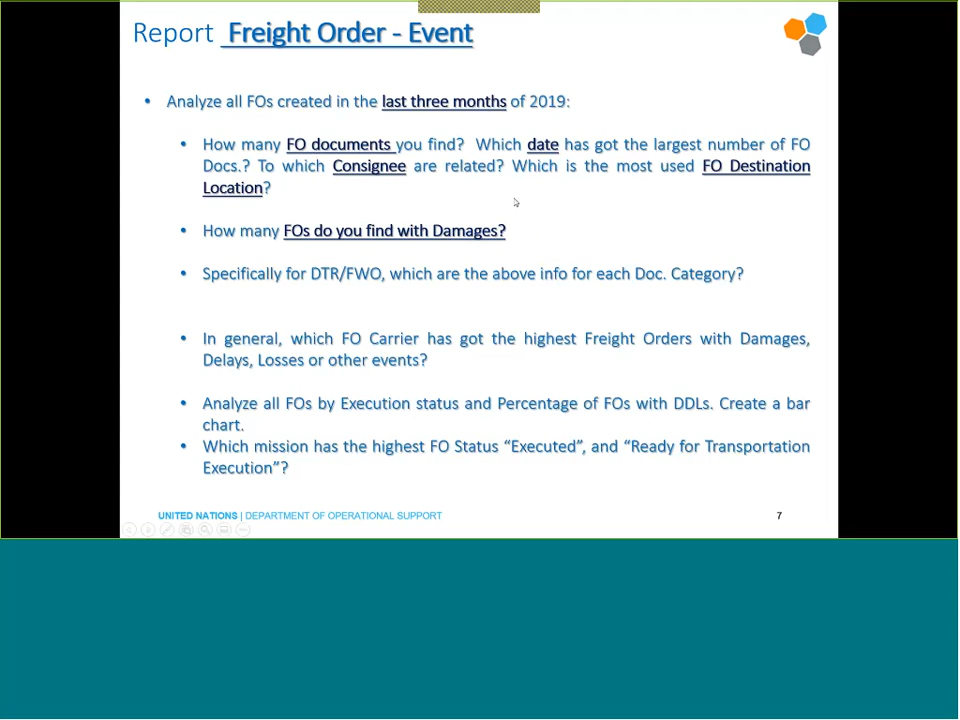 Report Freight Order - Event
• Analyze all FOs created in the last three months of 2019:
• How many FO documents you find? Which date has got the largest number of FO
Docs.? To which Consignee are related? Which is the most used FO Destination
Location?
• How many FOs do you find with Damages?
• Specifically for DTR/FWO, which are the above info for each Doc. Category?
• In general, which FO Carrier has got the highest Freight Orders with Damages,
Delays, Losses or other events?
• Analyze all FOs by Execution status and Percentage of FOs with DDLs. Create a bar
chart.
• Which mission has the highest FO Status “Executed”, and “Ready for Transportation
Execution”?
UNITED NATIONS | DEPARTMENT OF OPERATIONAL SUPPORT
7